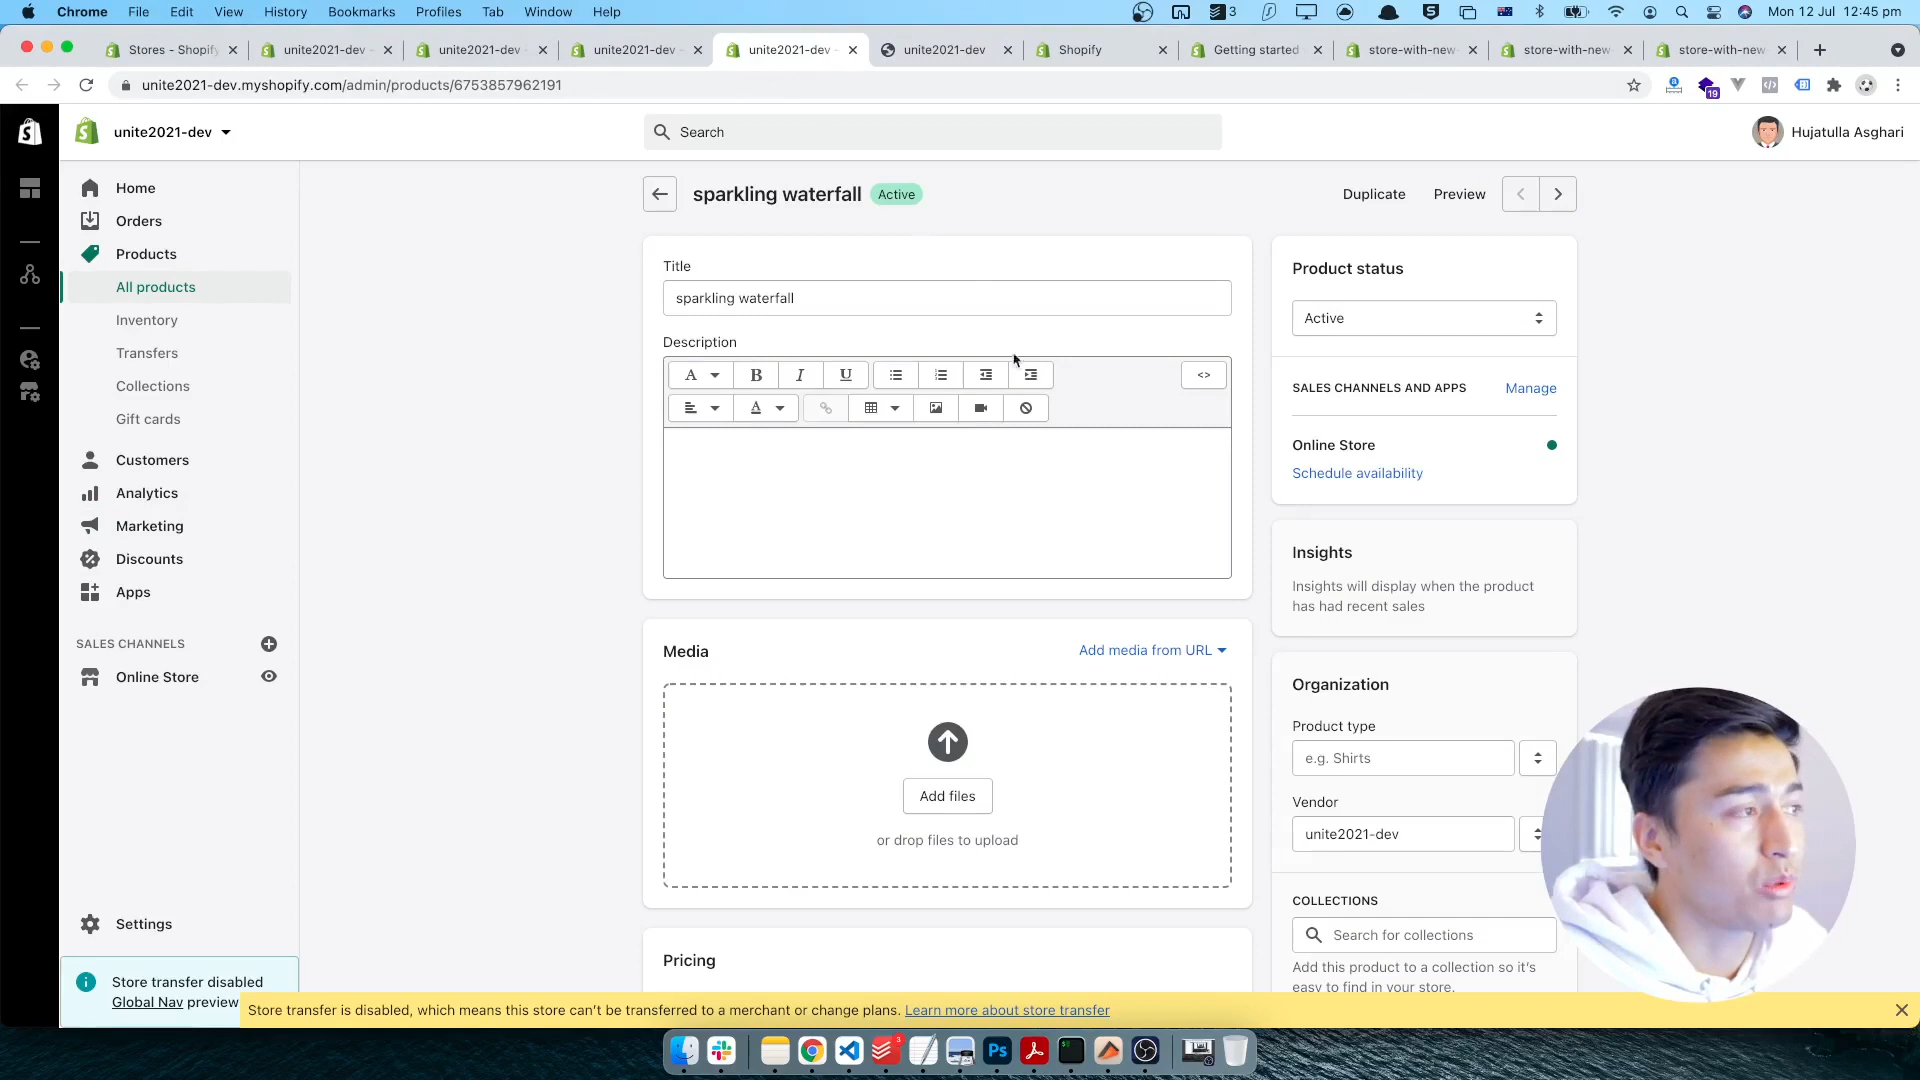 Chrome File Edit View History Bookmarks Profiles Tab Window Help
3 Mon 12 Jul 12:45 pm
Stores - Shopify
unite2021-dev -
unite2021-dev -
unite2021-dev -
unite2021-dev -
unite2021-dev
Shopify
Getting started
store-with-new-
store-with-new-
store-with-new-
unite2021-dev.myshopify.com/admin/products/6753857962191
19
unite2021-dev
Search
Hujatulla Asghari
Home
Orders
Products
All products
Inventory
Transfers
Collections
Gift cards
Customers
Analytics
Marketing
Discounts
Apps
SALES CHANNELS
Online Store
Settings
Store transfer disabled
Global Nav preview
sparkling waterfall Active
Duplicate Preview
Title
sparkling waterfall
Description
A B I U <>
A
Media
Add media from URL
Add files
or drop files to upload
Pricing
Product status
Active
SALES CHANNELS AND APPS Manage
Online Store
Schedule availability
Insights
Insights will display when the product
has had recent sales
Organization
Product type
e.g. Shirts
Vendor
unite2021-dev
COLLECTIONS
Search for collections
Add this product to a collection so it's
easy to find in your store.
Store transfer is disabled, which means this store can't be transferred to a merchant or change plans. Learn more about store transfer
3
Ps